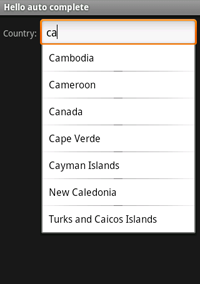 Hello auto complete
Country: ca
Cambodia
Cameroon
Canada
Cape Verde
Cayman Islands
New Caledonia
Turks and Caicos Islands